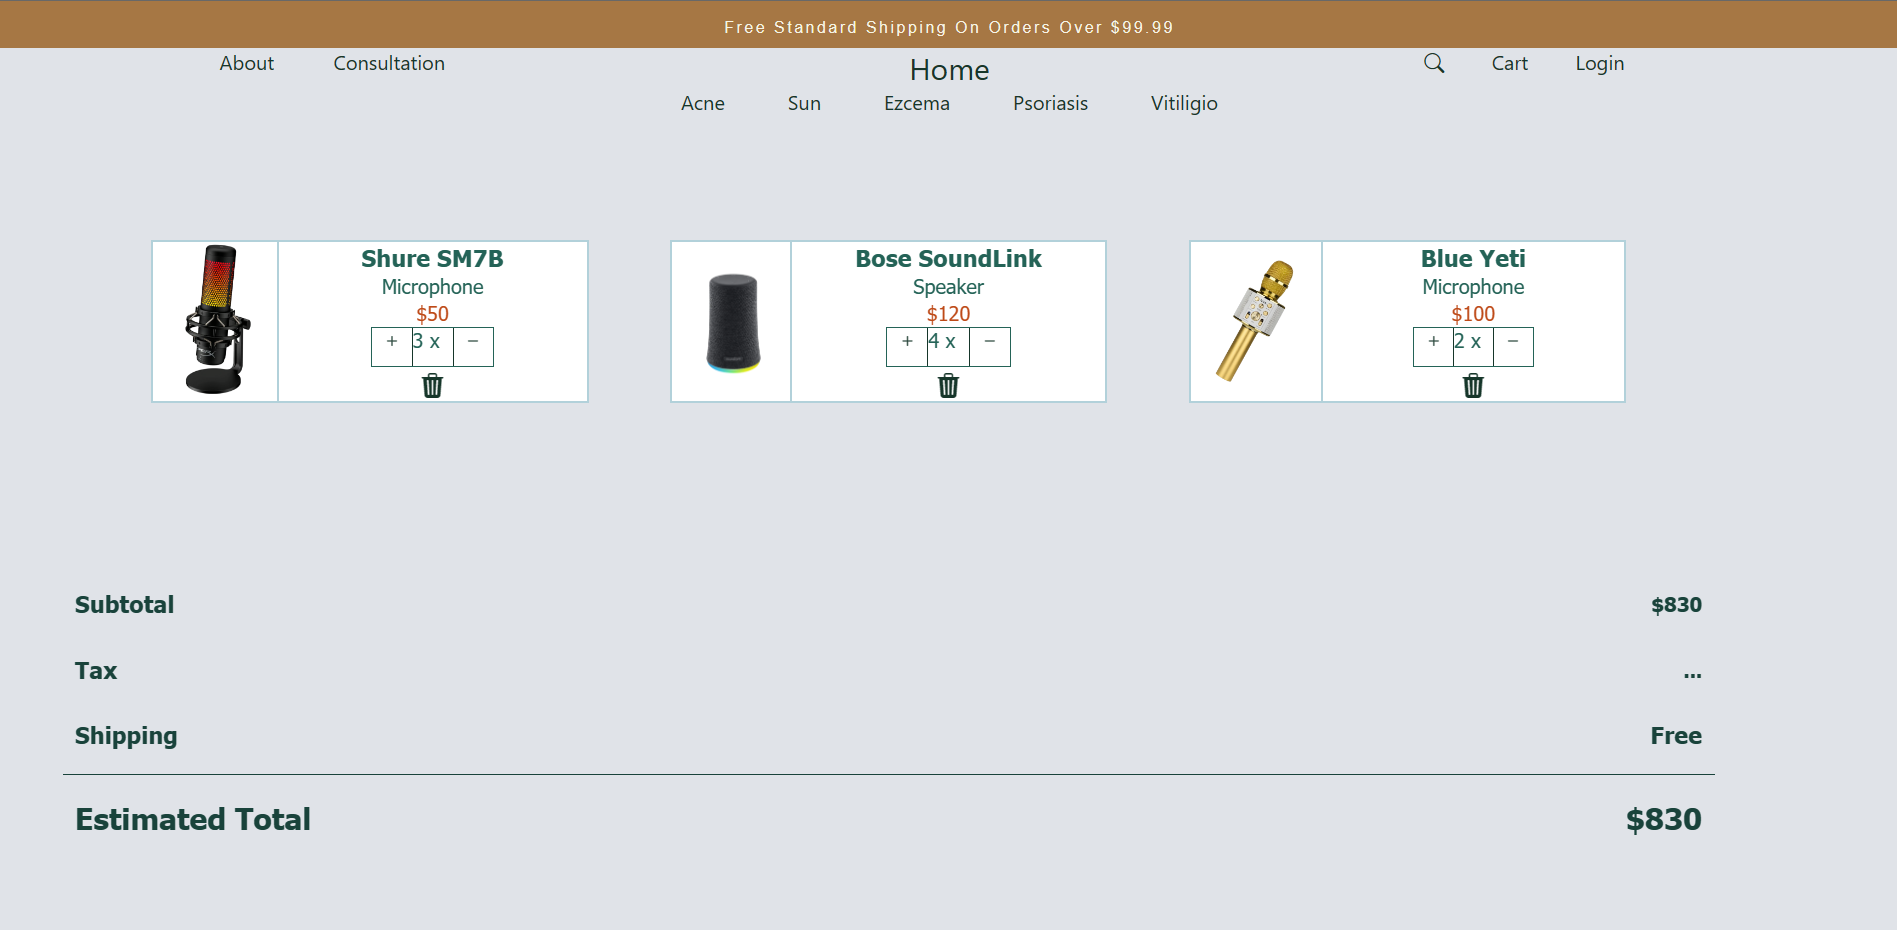 Free Standard Shipping On Orders Over $99.99
About Consultation Home Cart Login
Acne Sun Ezcema Psoriasis Vitiligio
Shure SM7B
Microphone
$50
+ 3 x −
Bose SoundLink
Speaker
$120
+ 4 x −
Blue Yeti
Microphone
$100
+ 2 x −
Subtotal $830
Tax ...
Shipping Free
Estimated Total $830